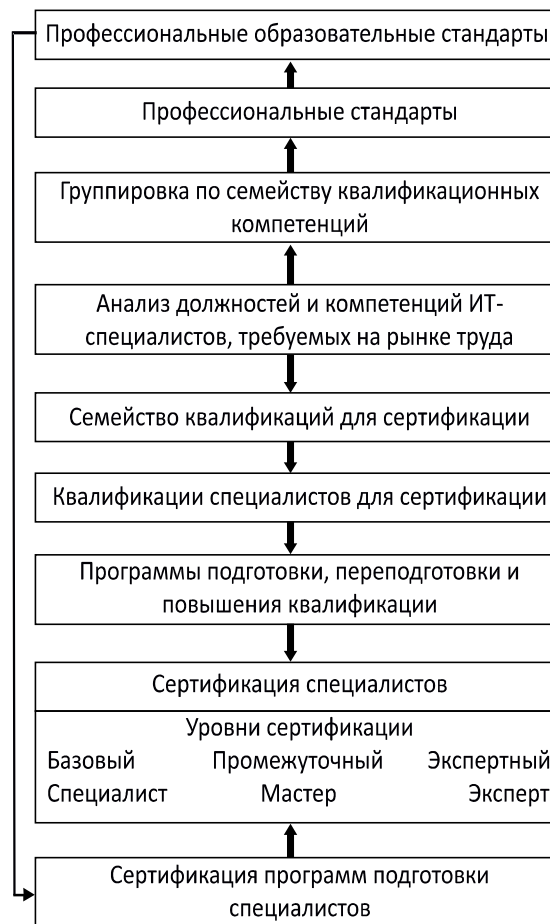 Профессиональные образовательные стандарты
Профессиональные стандарты
Группировка по семейству квалификационных
компетенций
Анализ должностей и компетенций ИТ-
специалистов, требуемых на рынке труда
Семейство квалификаций для сертификации
Квалификации специалистов для сертификации
Программы подготовки, переподготовки и
повышения квалификации
Сертификация специалистов
Уровни сертификации
Базовый Промежуточный Экспертный
Специалист Мастер Эксперт
Сертификация программ подготовки
специалистов